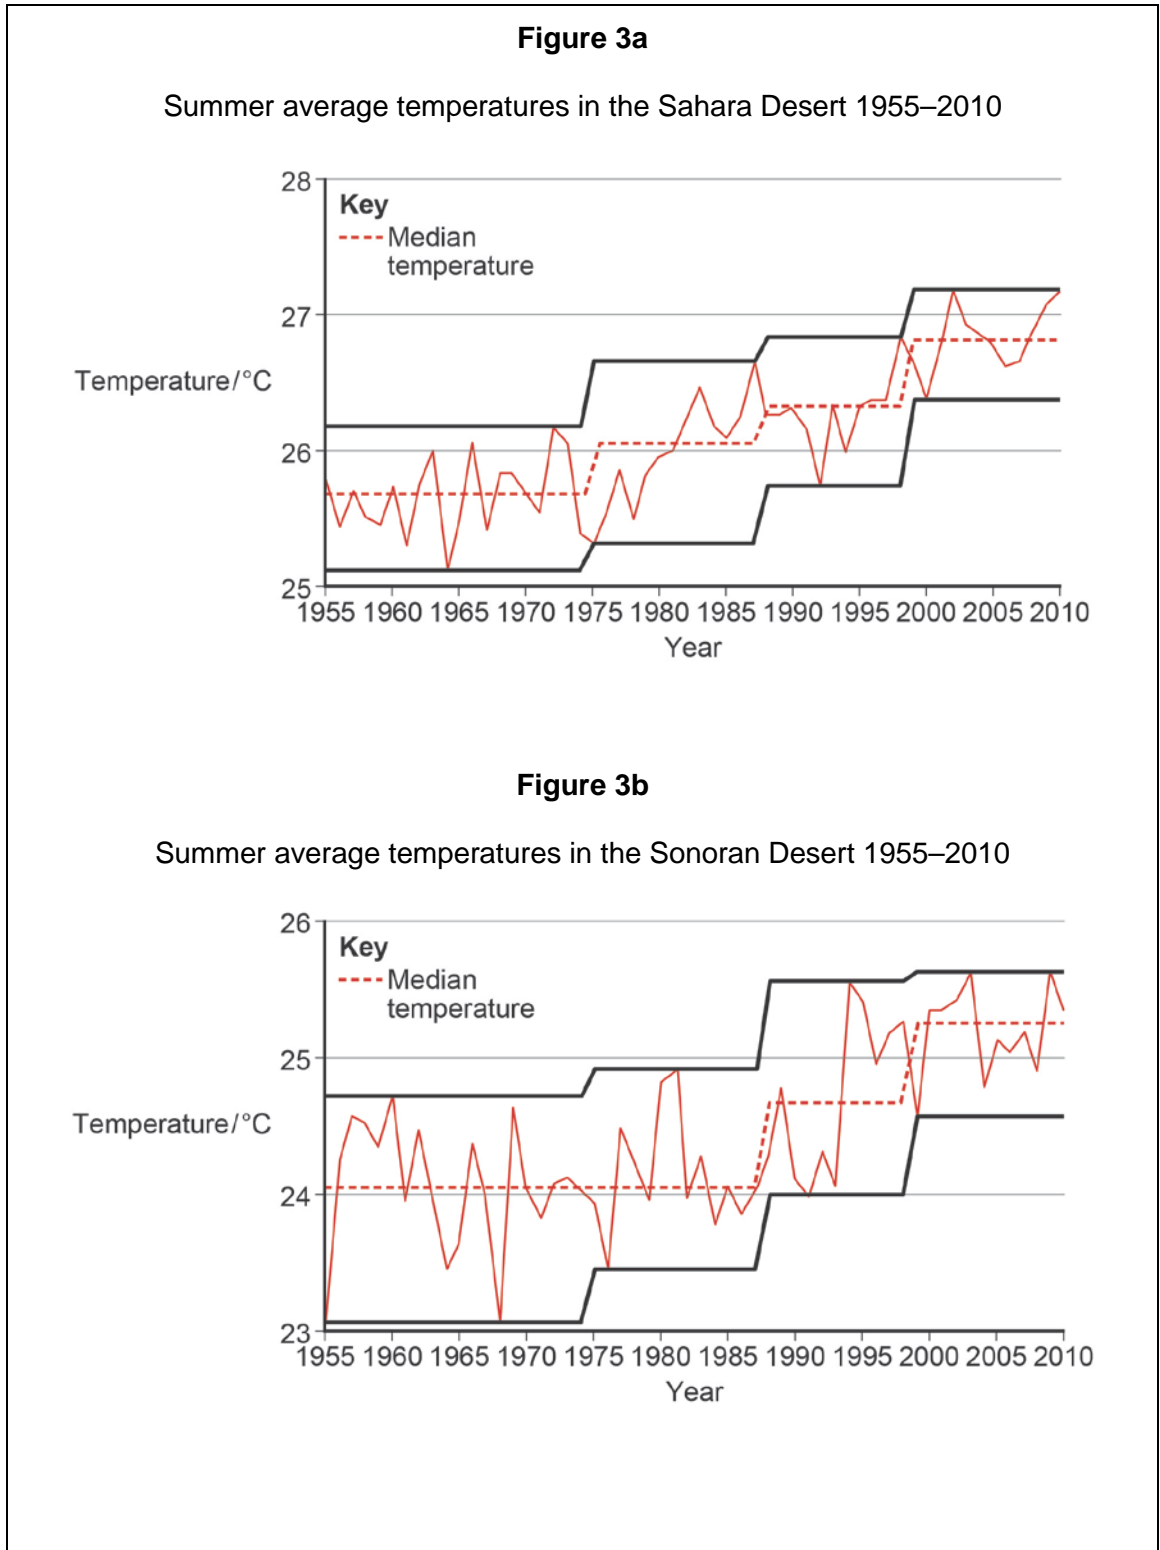 Figure 3a
Summer average temperatures in the Sahara Desert 1955–2010
28
Key
Median
temperature
27
Temperature/°C
26
25
1955 1960 1965 1970 1975 1980 1985 1990 1995 2000 2005 2010
Year
Figure 3b
Summer average temperatures in the Sonoran Desert 1955–2010
26
Key
Median
temperature
25
Temperature/°C
24
23
1955 1960 1965 1970 1975 1980 1985 1990 1995 2000 2005 2010
Year